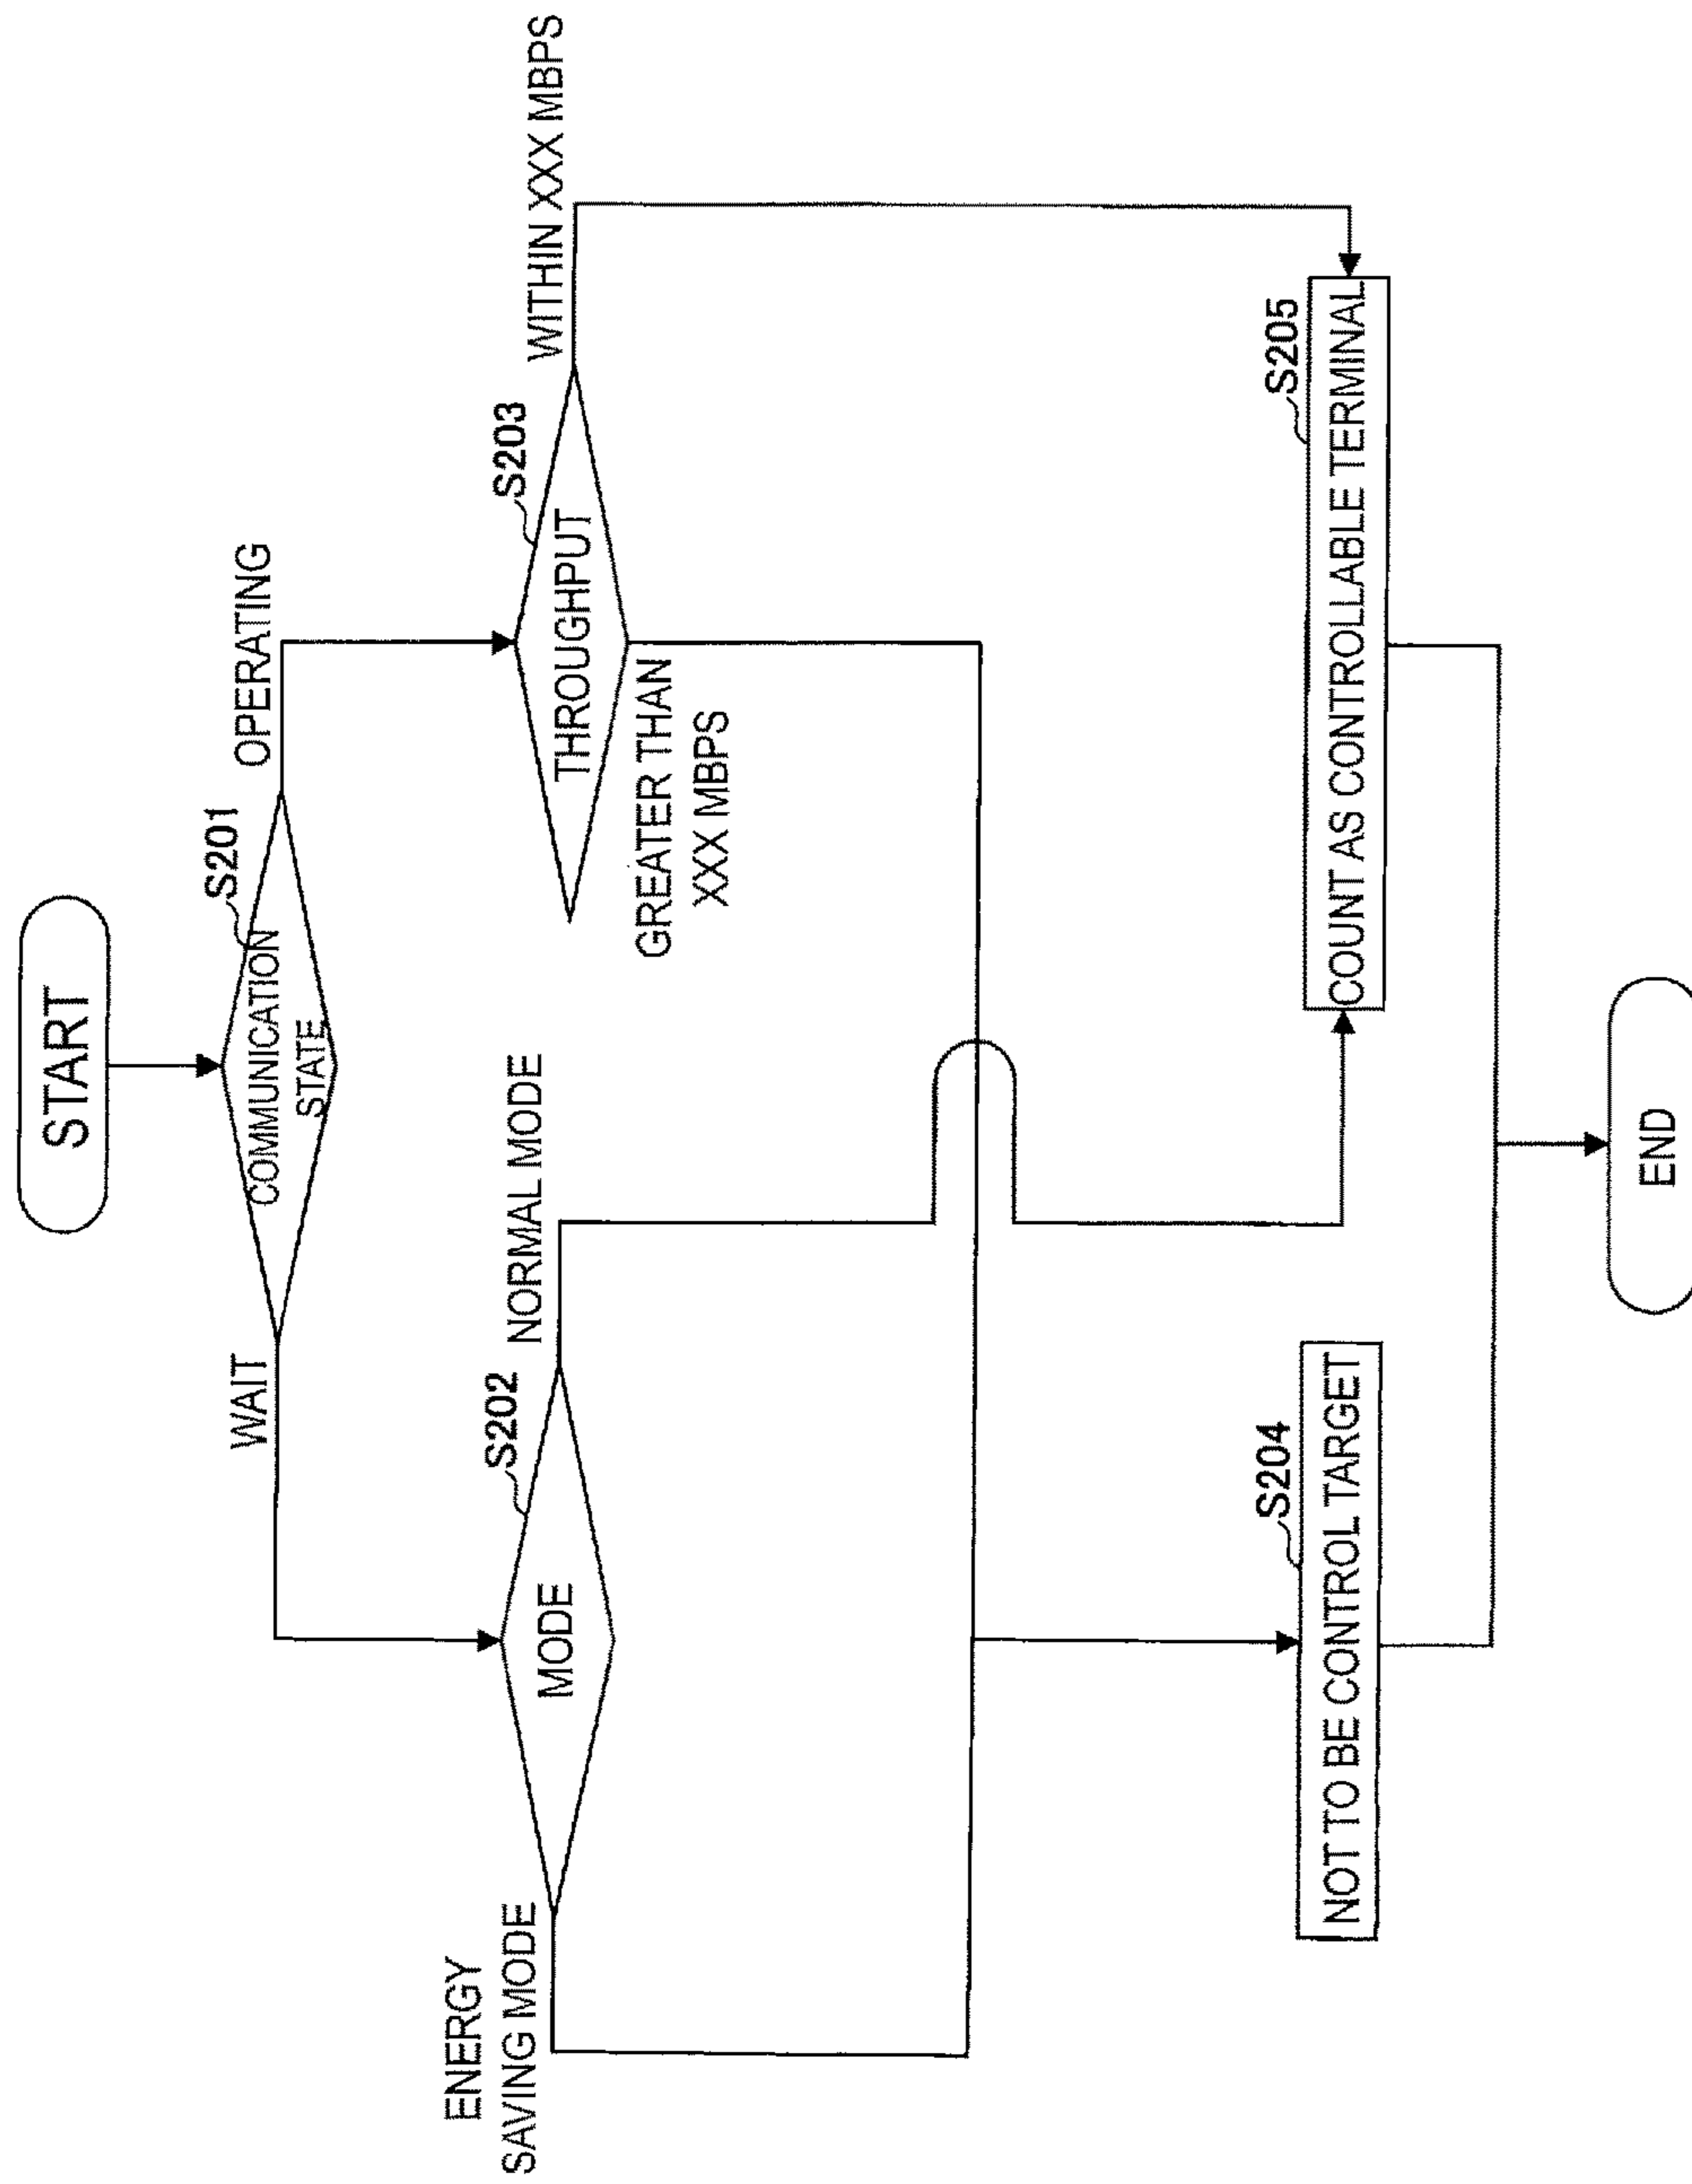 START
S201
COMMUNICATION
STATE
WAIT
OPERATING
S202
MODE
ENERGY
SAVING MODE
NORMAL MODE
S203
THROUGHPUT
WITHIN XXX MBPS
GREATER THAN
XXX MBPS
S204
NOT TO BE CONTROL TARGET
S205
COUNT AS CONTROLLABLE TERMINAL
END